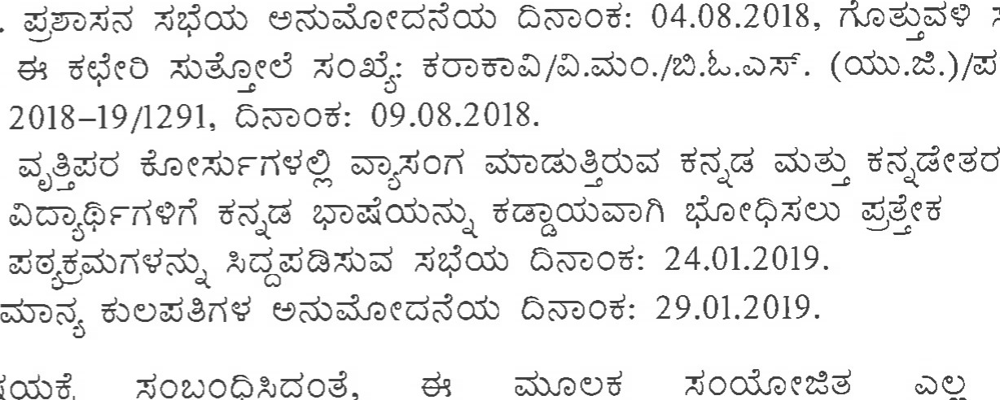 . ಪ್ರಶಾಸನ ಸಭೆಯ ಅನುಮೋದನೆಯ ದಿನಾಂಕ: 04.08.2018, ಗೊತ್ತುವಳಿ
ಈ ಕಛೇರಿ ಸುತ್ತೋಲೆ ಸಂಖ್ಯೆ: ಕರಾಕಾವಿ/ವಿ.ಮಂ./ಬಿ.ಓ.ಎಸ್. (ಯು.ಜಿ.)/ಪ
2018–19/1291, ದಿನಾಂಕ: 09.08.2018.
ವೃತ್ತಿಪರ ಕೋರ್ಸುಗಳಲ್ಲಿ ವ್ಯಾಸಂಗ ಮಾಡುತ್ತಿರುವ ಕನ್ನಡ ಮತ್ತು ಕನ್ನಡೇತರ
ವಿದ್ಯಾರ್ಥಿಗಳಿಗೆ ಕನ್ನಡ ಭಾಷೆಯನ್ನು ಕಡ್ಡಾಯವಾಗಿ ಭೋಧಿಸಲು ಪ್ರತ್ತೇಕ
ಪಠ್ಯಕ್ರಮಗಳನ್ನು ಸಿದ್ದಪಡಿಸುವ ಸಭೆಯ ದಿನಾಂಕ: 24.01.2019.
ಮಾನ್ಯ ಕುಲಪತಿಗಳ ಅನುಮೋದನೆಯ ದಿನಾಂಕ: 29.01.2019.
ಸಂಬಂಧಿಸಿದಂತೆ, ಈ ಮೂಲಕ ಸಂಯೋಜಿತ ಎಲ್ಲ